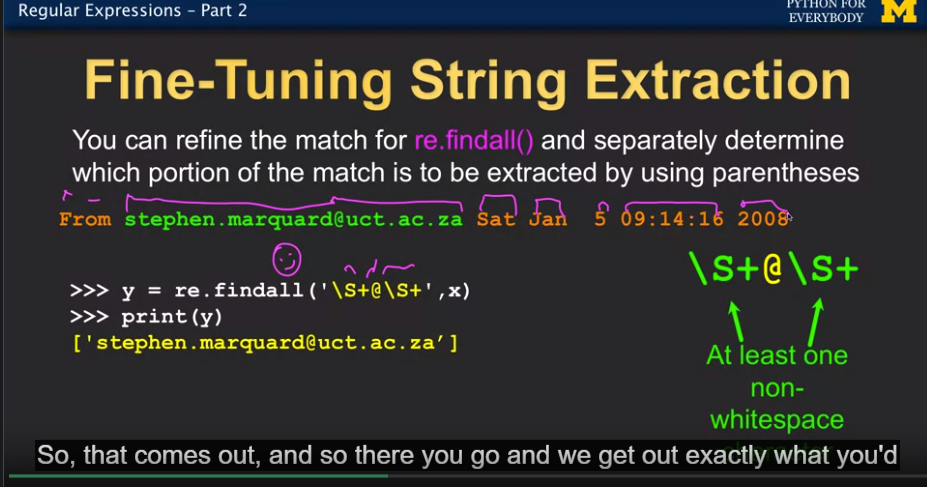 Regular Expressions – Part 2
PYTHON FOR
EVERYBODY
M
Fine-Tuning String Extraction
You can refine the match for re.findall() and separately determine
which portion of the match is to be extracted by using parentheses
From stephen.marquard@uct.ac.za Sat Jan  5 09:14:16 2008
\S+@\S+
>>> y = re.findall('\S+@\S+',x)
>>> print(y)
['stephen.marquard@uct.ac.za’]
At least one
non-
whitespace
So, that comes out, and so there you go and we get out exactly what you'd